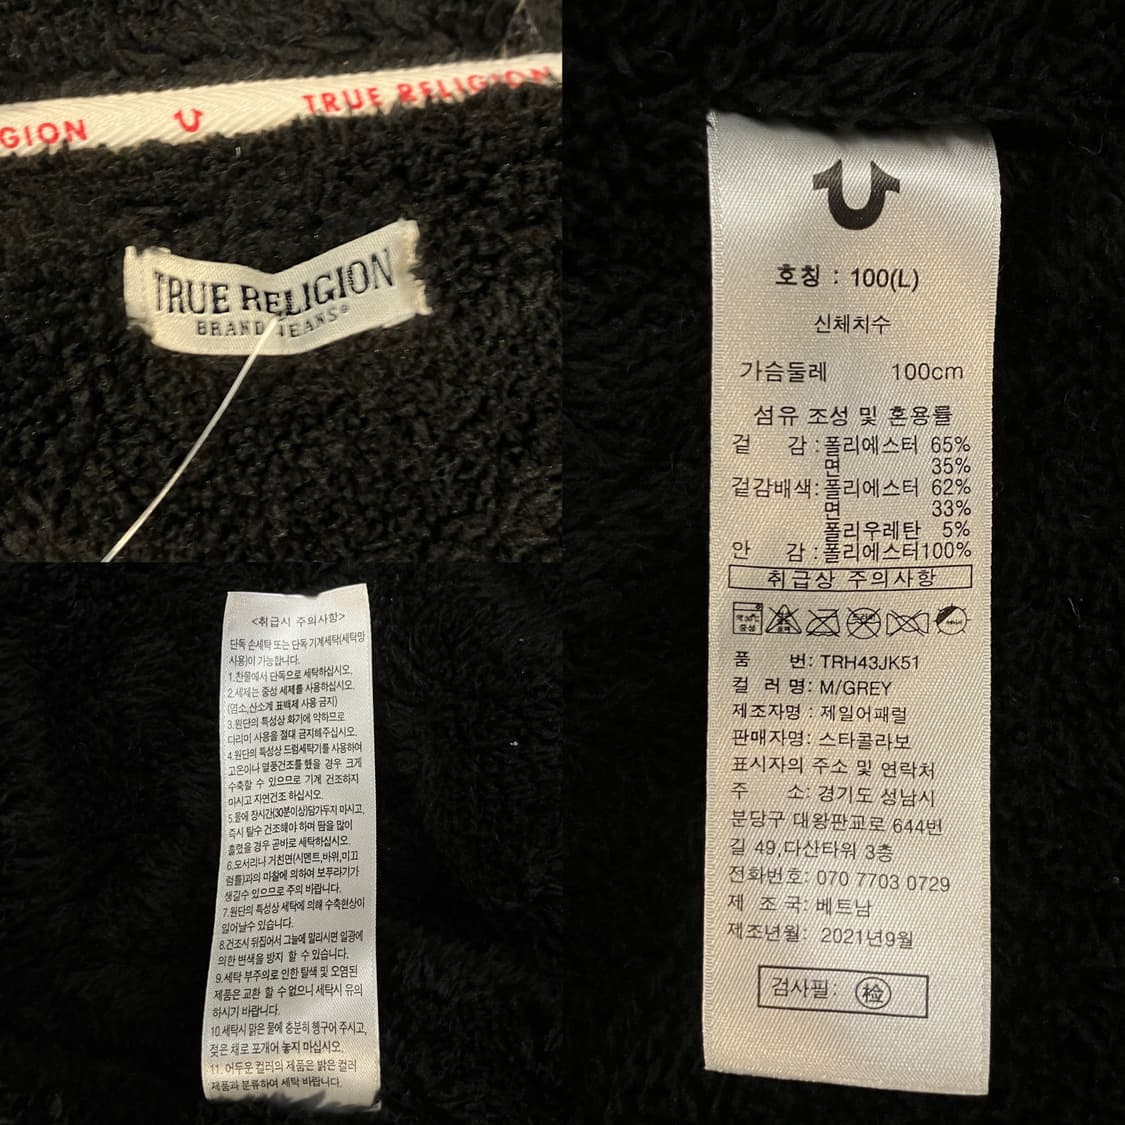 GION
TRUE RELIGION
TRUE RELIGION
BRAND JEANS®
호칭 : 100(L)
신체치수
가슴둘레 100cm
섬유 조성 및 혼용률
겉 감 : 폴리에스터 65%
면 35%
겉감배색: 폴리에스터 62%
면 33%
폴리우레탄 5%
안 감 : 폴리에스터100%
취급상 주의사항
중성
품 번: TRH43JK51
컬 러 명: M/GREY
제조자명 : 제일어패럴
판매자명: 스타콜라보
표시자의 주소 및 연락처
주 소: 경기도 성남시
분당구 대왕판교로 644번
길 49,다산타워 3층
전화번호: 070 7703 0729
제 조 국: 베트남
제조년월: 2021년9월
검사필: 検
<취급시 주의사항>
단독 손세탁 또는 단독 기계세탁(세탁망
사용)이 가능합니다.
1.찬물에서 단독으로 세탁하십시오.
2.세제는 중성 세제를 사용하십시오.
(염소,산소계 표백제 사용 금지)
3.원단의 특성상 화기에 약하므로
다리미 사용을 절대 금지해주십시오.
4.원단의 특성상 드럼세탁기를 사용하여
고온이나 열풍건조를 했을 경우 크게
수축할 수 있으므로 기계 건조하지
마시고 자연건조 하십시오.
5.물에 장시간(30분이상)담가두지 마시고,
즉시 탈수 건조해야 하며 땀을 많이
흘렸을 경우 곧바로 세탁하십시오.
6.모서리나 거친면(시멘트,바위,미끄
럼틀)과의 마찰에 의하여 보푸라기가
생길수 있으므로 주의 바랍니다.
7.원단의 특성상 세탁에 의해 수축현상이
일어날수 있습니다.
8.건조시 뒤집어서 그늘에 말리시면 일광에
의한 변색을 방지 할 수 있습니다.
9.세탁 부주의로 인한 탈색 및 오염된
제품은 교환 할 수 없으니 세탁시 유의
하시기 바랍니다.
10.세탁시 맑은 물에 충분히 헹구어 주시고,
젖은 채로 포개어 놓지 마십시오.
11. 어두운 컬러의 제품은 밝은 컬러
제품과 분류하여 세탁 바랍니다.